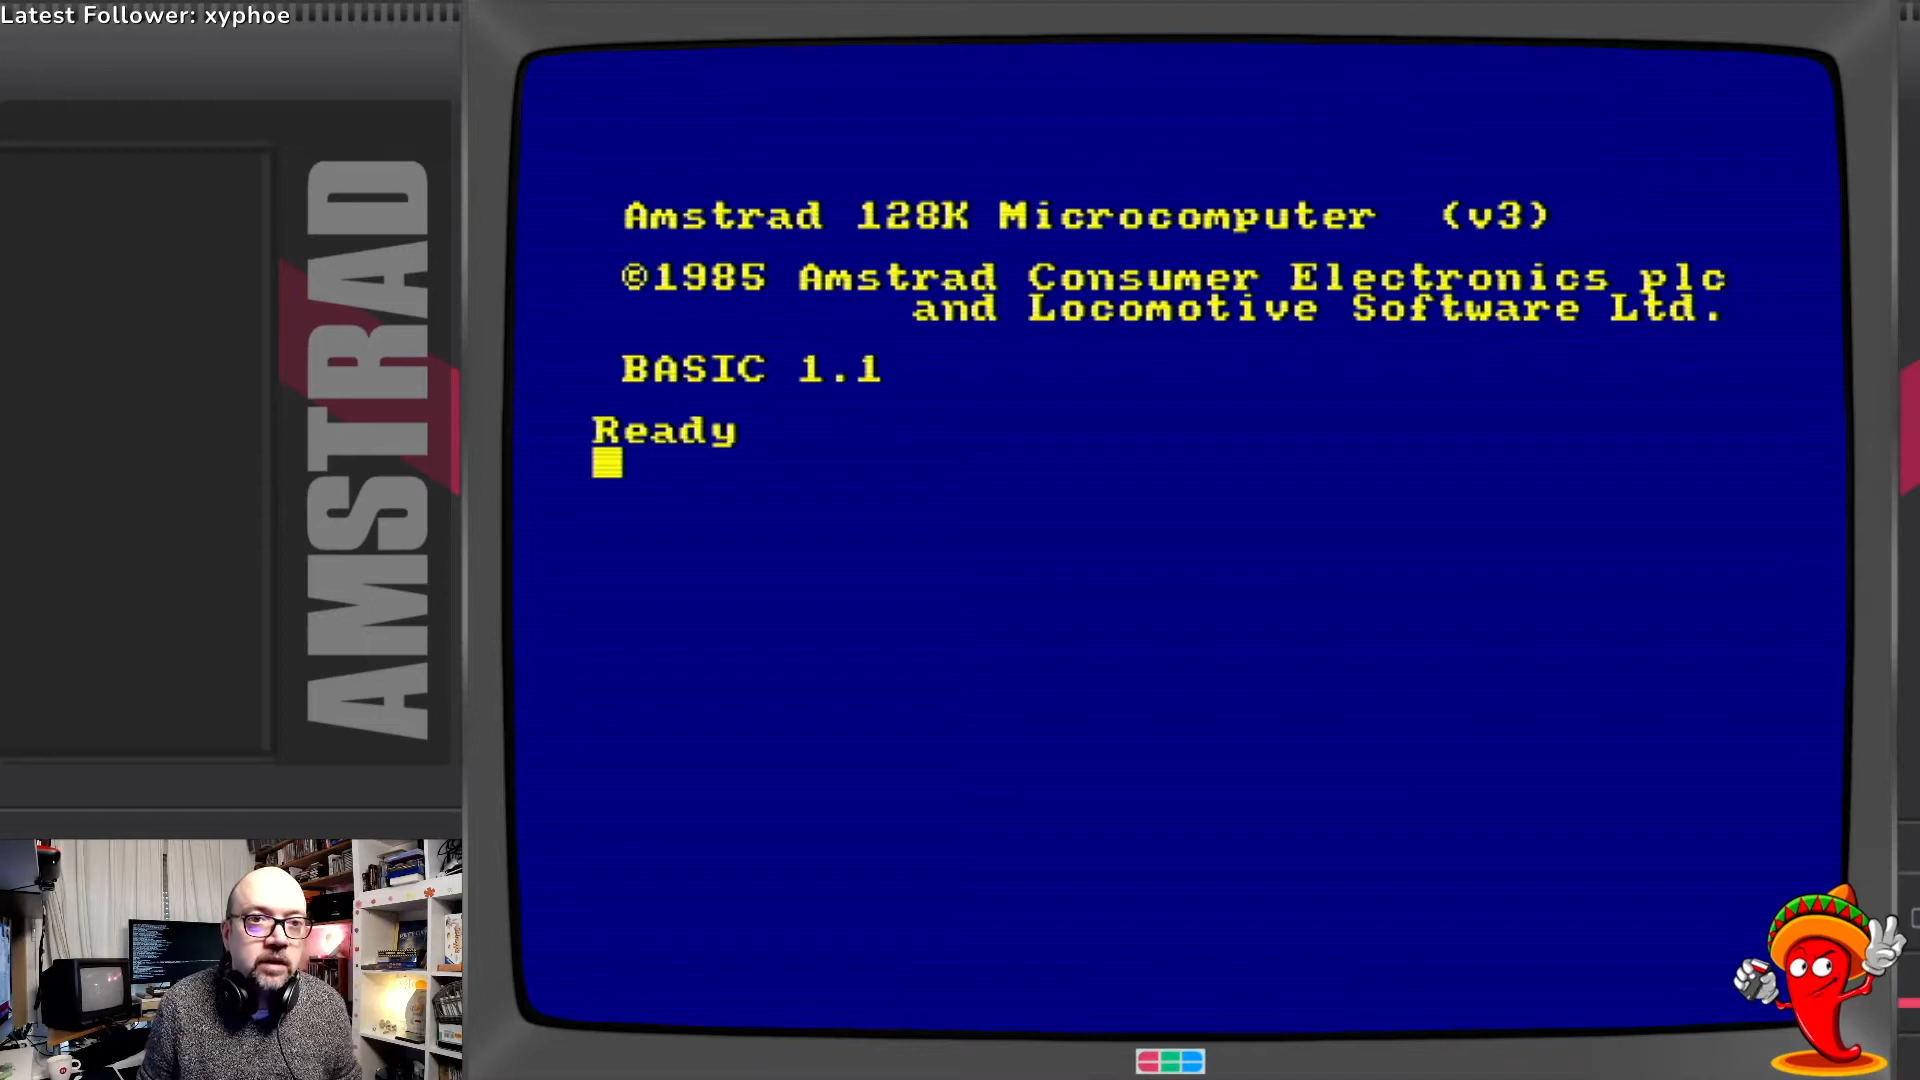 Latest Follower: xyphoe
AMSTRAD
Amstrad 128K Microcomputer (v3)
©1985 Amstrad Consumer Electronics plc
and Locomotive Software Ltd.
BASIC 1.1
Ready